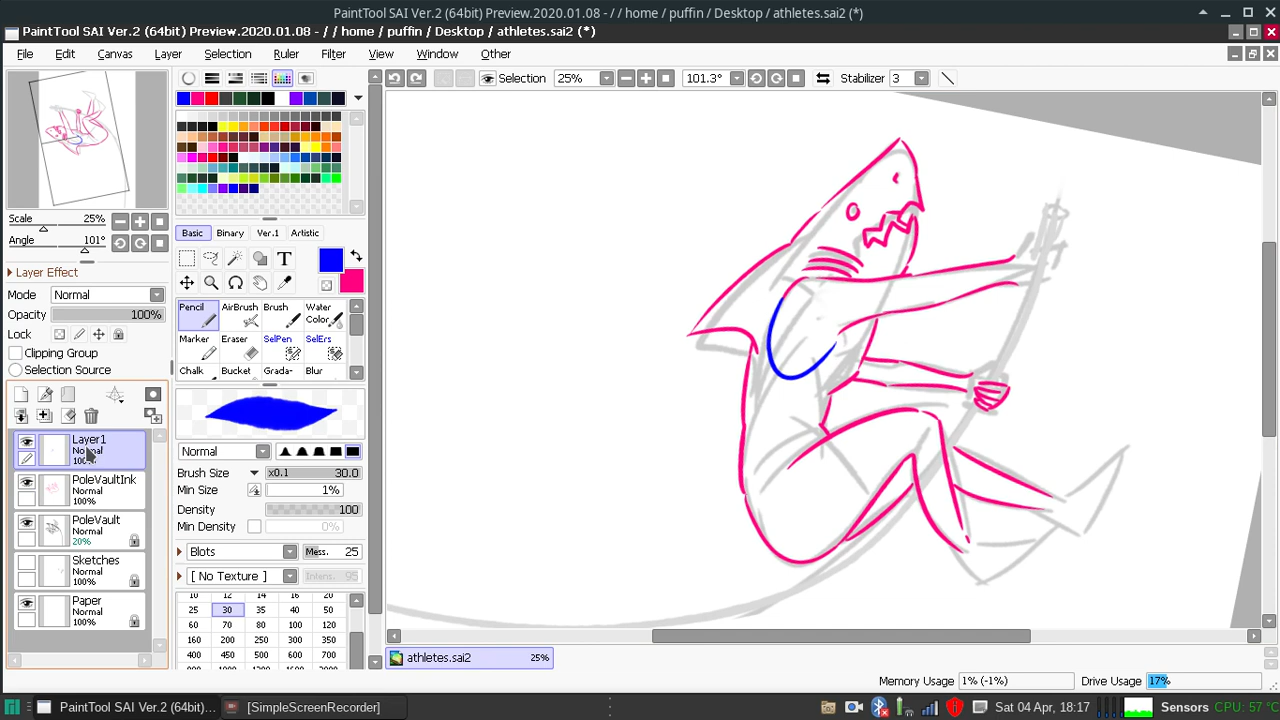 PaintTool SAI Ver.2 (64bit) Preview.2020.01.08 - / / home / puffin / Desktop / athletes.sai2 (*)
PaintTool SAI Ver.2 (64bit) Preview.2020.01.08 - / / home / puffin / Desktop / athletes.sai2 (*)
File Edit Canvas Layer Selection Ruler Filter View Window Other
Selection 25% 101.3° Stabilizer 3
Scale 25%
Angle 101°
Layer Effect
Mode Normal
Opacity 100%
Lock
Clipping Group
Selection Source
Layer1
Normal
100%
PoleVaultInk
Normal
100%
PoleVault
Normal
20%
Sketches
Normal
100%
Paper
Normal
100%
Basic Binary Ver.1 Artistic
T
Pencil AirBrush Brush Water Color
Marker Eraser SelPen SelErs
Chalk Bucket Grada- Blur
Normal
Brush Size x0.1 30.0
Min Size 1%
Density 100
Min Density 0%
Blots Mess. 25
[ No Texture ] Intens. 95
10 12 14 16 20
25 30 35 40 50
60 70 80 100 120
160 200 250 300 350
400 450 500 600 700
athletes.sai2 25%
Memory Usage 1% (-1%) Drive Usage 17%
PaintTool SAI Ver.2 (64bit)... [SimpleScreenRecorder] Sat 04 Apr, 18:17 Sensors CPU: 57 °C